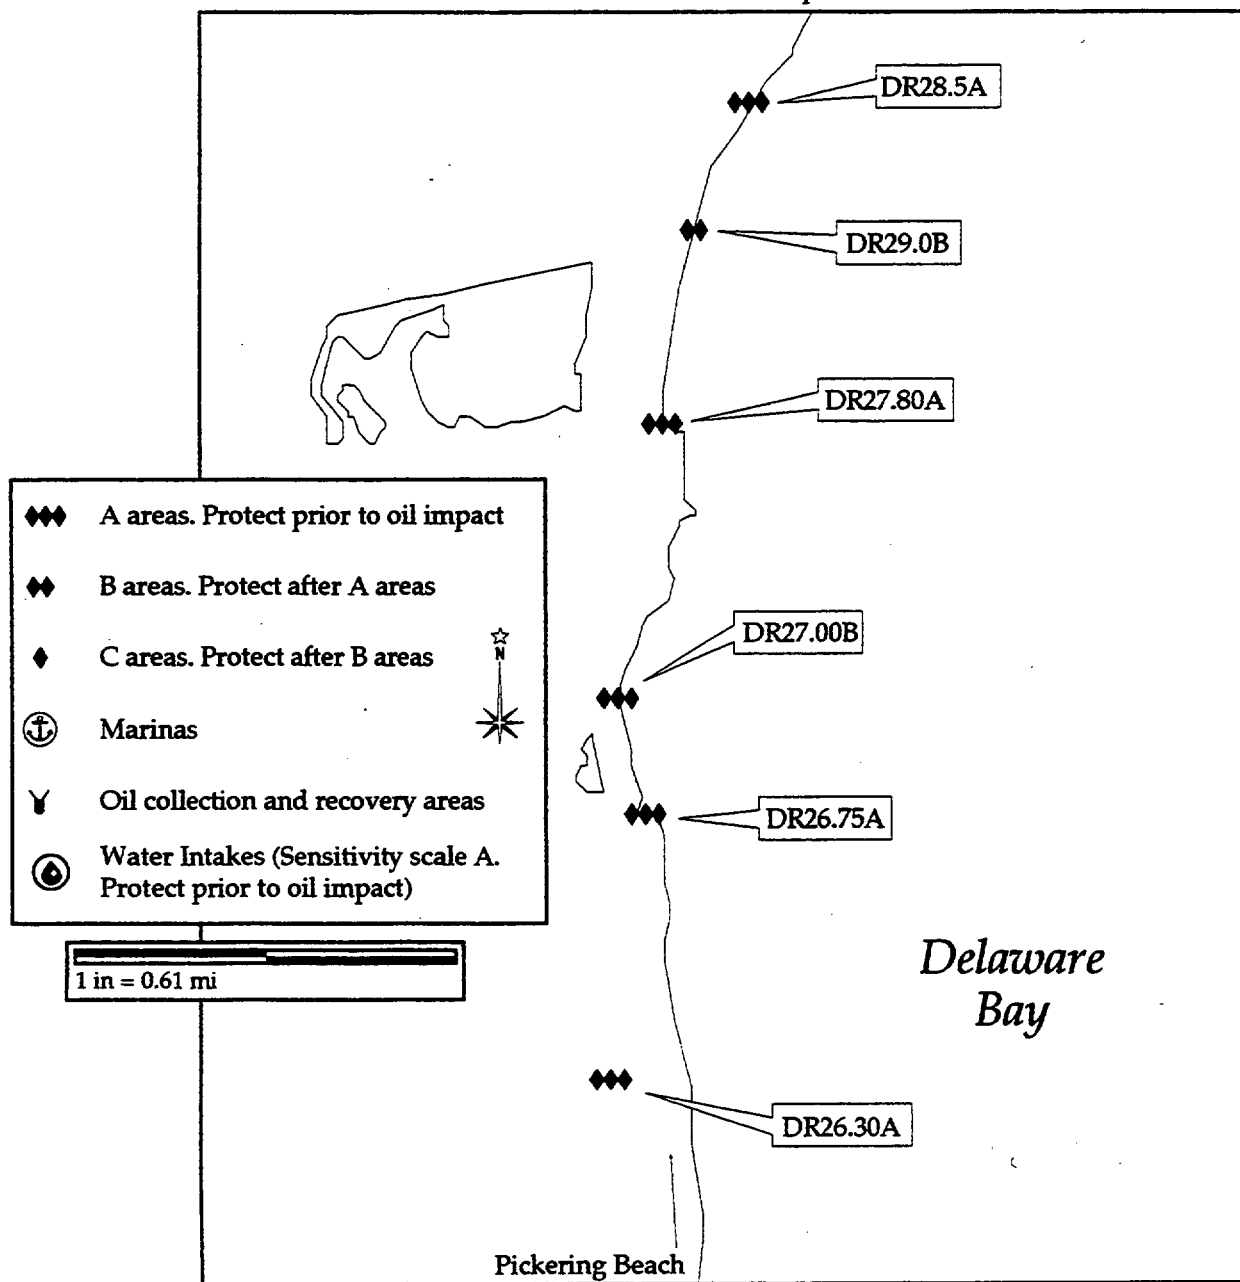 DR28.5A
DR29.0B
DR27.80A
A areas. Protect prior to oil impact
B areas. Protect after A areas
C areas. Protect after B areas
N
Marinas
Oil collection and recovery areas
Water Intakes (Sensitivity scale A.
Protect prior to oil impact)
1 in = 0.61 mi
DR27.00B
DR26.75A
Delaware
Bay
DR26.30A
Pickering Beach